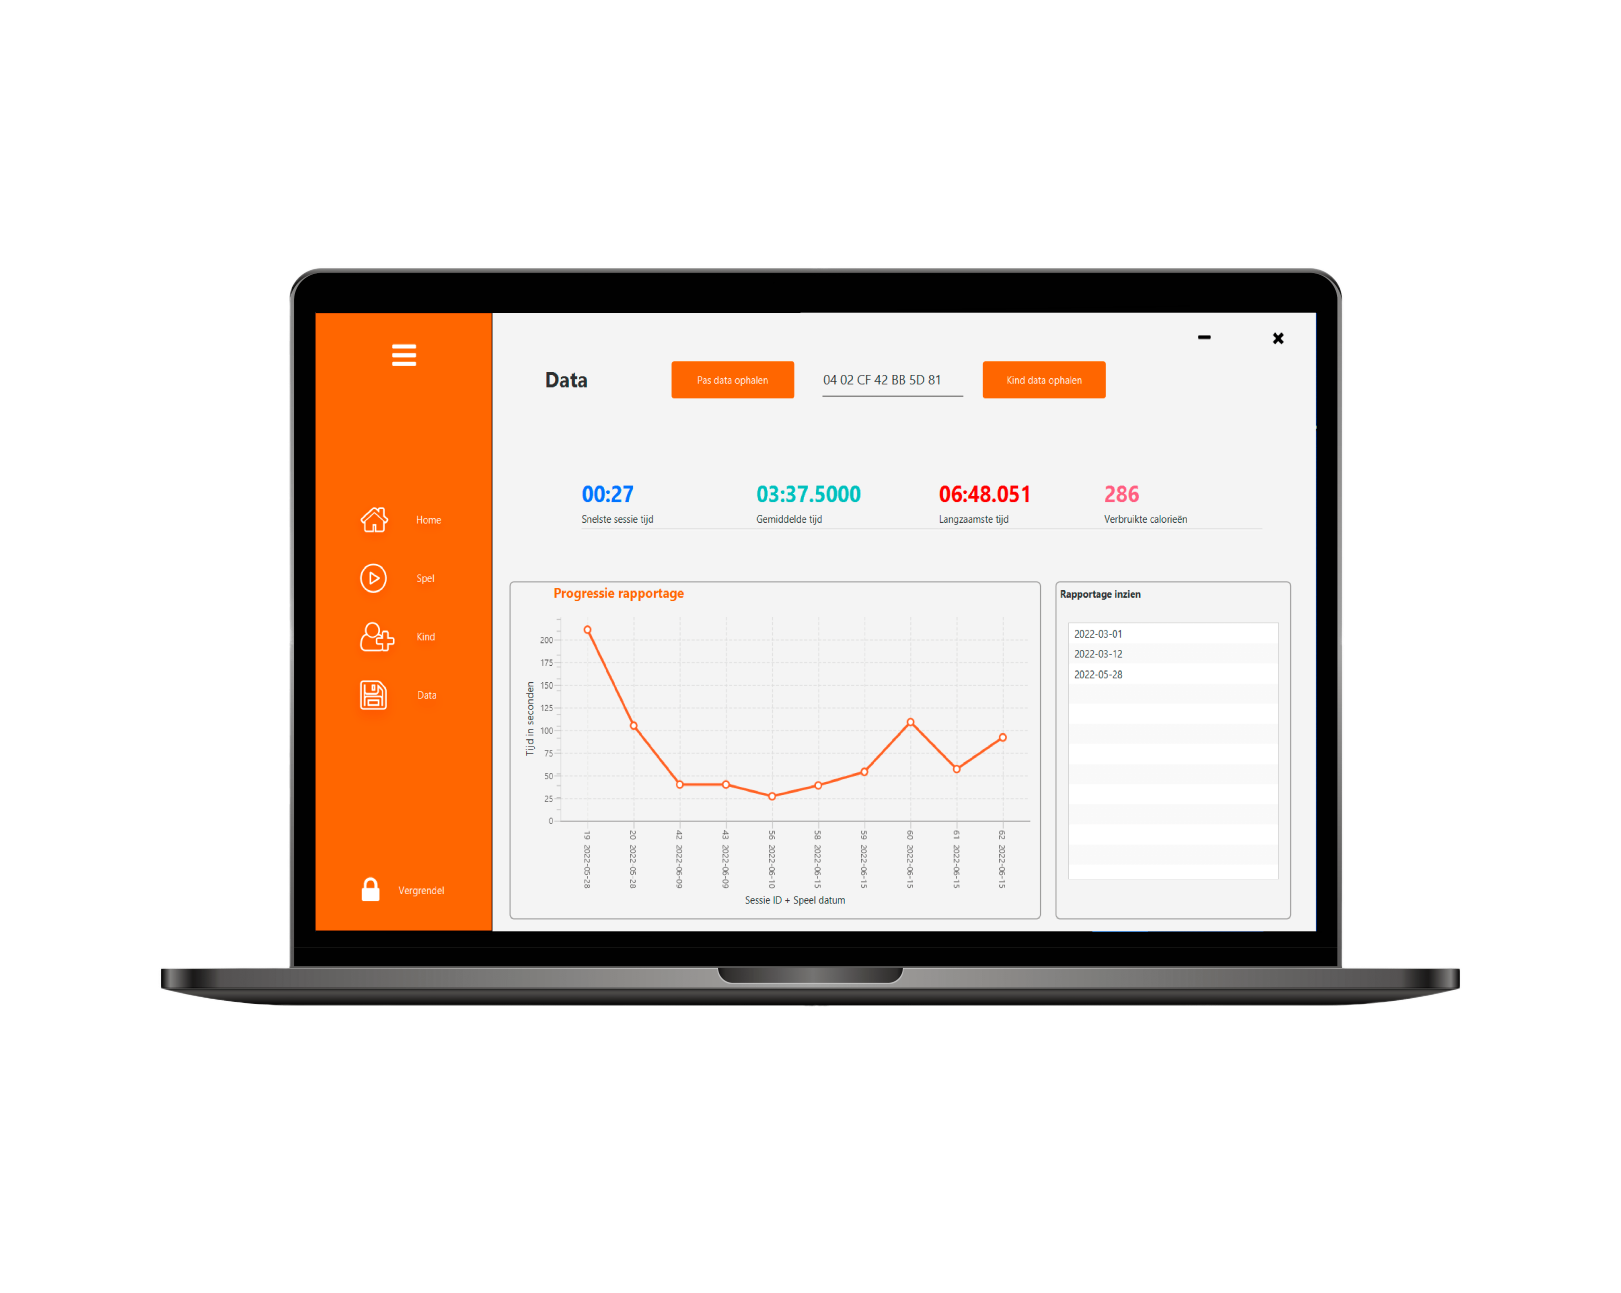 Home
Spel
Kind
Data
Vergrendel
Data
Pas data ophalen
04 02 CF 42 BB 5D 81
Kind data ophalen
00:27
Snelste sessie tijd
03:37.5000
Gemiddelde tijd
06:48.051
Langzaamste tijd
286
Verbruikte calorieën
Progressie rapportage
Tijd in seconden
200
175
150
125
100
75
50
25
0
19 2022-05-28
20 2022-05-28
42 2022-06-09
43 2022-06-09
56 2022-06-10
58 2022-06-15
59 2022-06-15
60 2022-06-15
61 2022-06-15
62 2022-06-15
Sessie ID + Speel datum
Rapportage inzien
2022-03-01
2022-03-12
2022-05-28